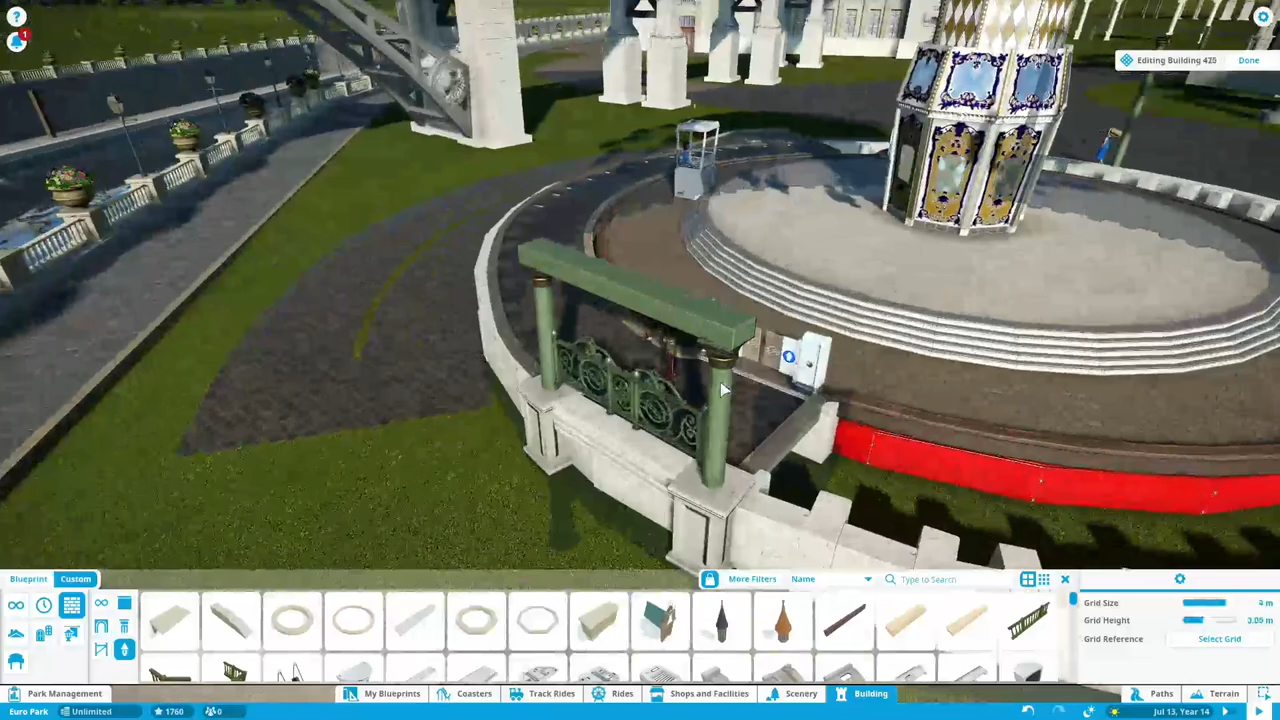 ?
1
Editing Building 425 Done
Blueprint Custom
More Filters Name Type to Search
Grid Size 4 m
Grid Height 3.05 m
Grid Reference Select Grid
Park Management My Blueprints Coasters Track Rides Rides Shops and Facilities Scenery Building Paths Terrain
Euro Park Unlimited 1760 0 Jul 13, Year 14